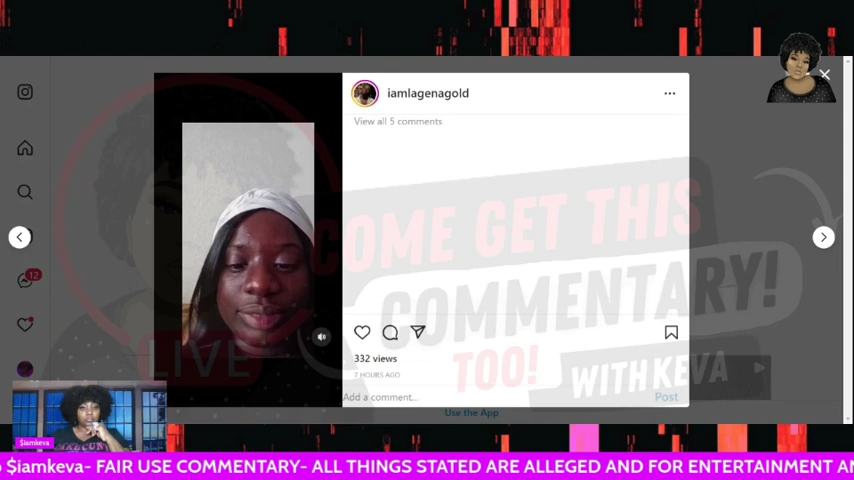 iamlagenagold
View all 5 comments
COME GET THIS
COMMENTARY!
TOO!
WITH KEVA
LIVE
12
332 views
7 HOURS AGO
Add a comment...
Post
Use the App
$iamkeva
$iamkeva- FAIR USE COMMENTARY- ALL THINGS STATED ARE ALLEGED AND FOR ENTERTAINMENT